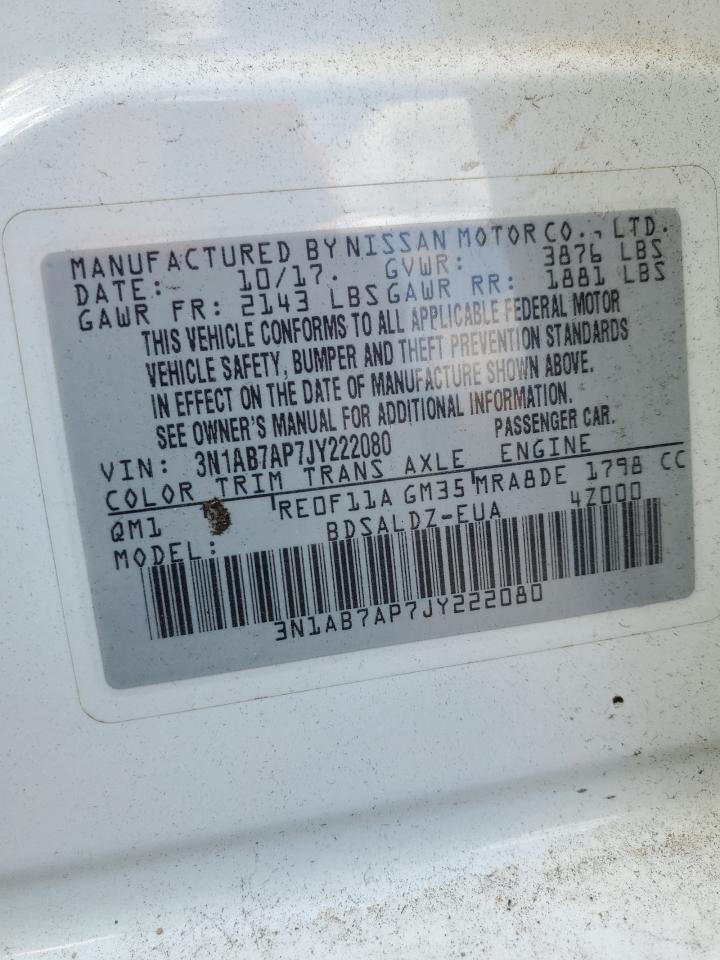 MANUFACTURED BY NISSAN MOTOR CO., LTD.
DATE: 10/17. GVWR: 3876 LBS
GAWR FR: 2143 LBS GAWR RR: 1881 LBS
THIS VEHICLE CONFORMS TO ALL APPLICABLE FEDERAL MOTOR
VEHICLE SAFETY, BUMPER AND THEFT PREVENTION STANDARDS
IN EFFECT ON THE DATE OF MANUFACTURE SHOWN ABOVE.
SEE OWNER'S MANUAL FOR ADDITIONAL INFORMATION.
VIN: 3N1AB7AP7JY222080 PASSENGER CAR.
COLOR TRIM TRANS AXLE ENGINE
QM1 RE0F11A GM35 MRA8DE 1798 CC
MODEL: BDSALDZ-EUA 4Z000
3N1AB7AP7JY222080